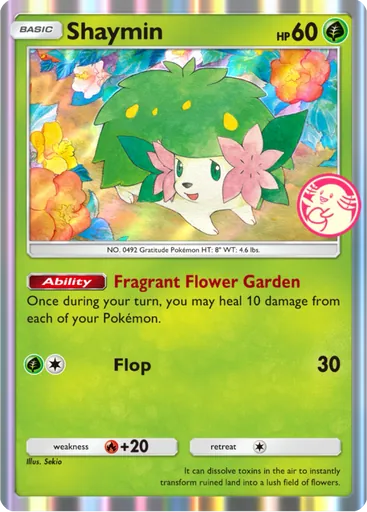 BASIC Shaymin HP 60
NO. 0492 Gratitude Pokémon HT: 8" WT: 4.6 lbs.
Ability Fragrant Flower Garden
Once during your turn, you may heal 10 damage from
each of your Pokémon.
Flop 30
weakness +20 retreat
Illus. Sekio
It can dissolve toxins in the air to instantly
transform ruined land into a lush field of flowers.